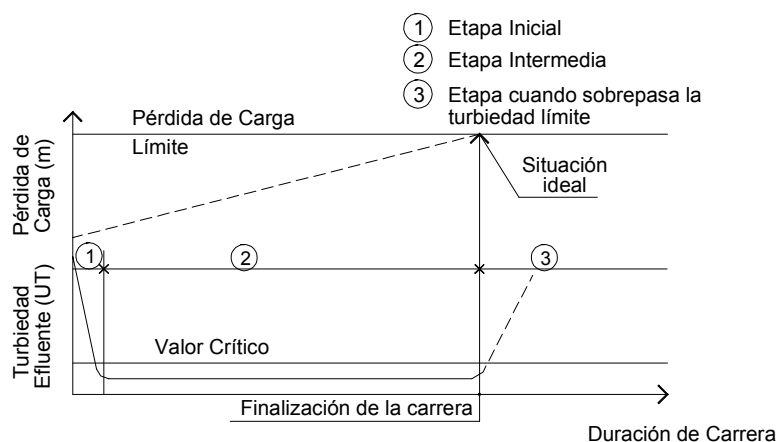 1 Etapa Inicial
2 Etapa Intermedia
3 Etapa cuando sobrepasa la
turbiedad límite
Pérdida de Carga
Límite
Situación
ideal
Pérdida de
Carga (m)
1
2
3
Turbiedad
Efluente (UT)
Valor Crítico
Finalización de la carrera
Duración de Carrera